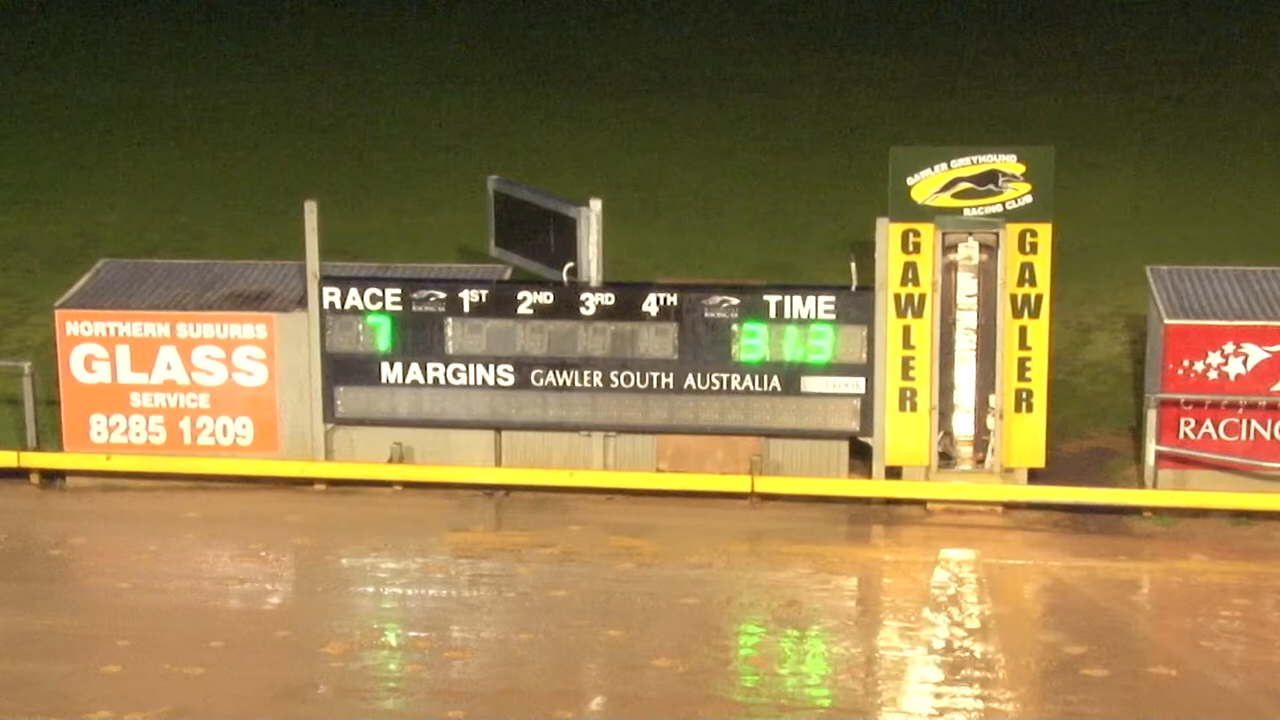 GAWLER GREYHOUND
RACING CLUB
GAWLER
GAWLER
RACE 1ST 2ND 3RD 4TH TIME
7 313
MARGINS GAWLER SOUTH AUSTRALIA
NORTHERN SUBURBS
GLASS
SERVICE
8285 1209
RACING